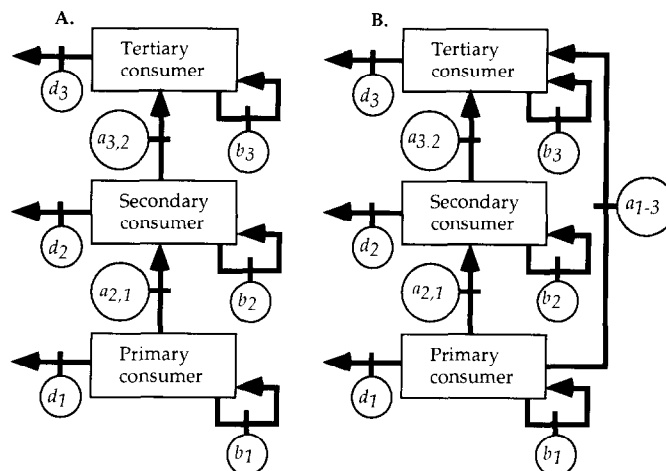 A.
Tertiary
consumer
d3
b3
a3,2
Secondary
consumer
d2
b2
a2,1
Primary
consumer
d1
b1
B.
Tertiary
consumer
d3
b3
a3.2
a1-3
Secondary
consumer
d2
b2
a2,1
Primary
consumer
d1
b1